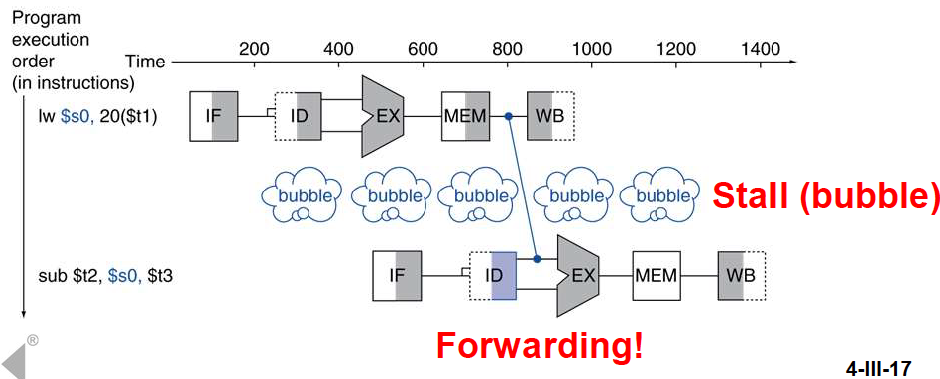 Program
execution
order
(in instructions)
Time
200 400 600 800 1000 1200 1400
lw $s0, 20($t1)
IF ID EX MEM WB
bubble bubble bubble bubble bubble
Stall (bubble)
sub $t2, $s0, $t3
IF ID EX MEM WB
Forwarding!
®
4-III-17